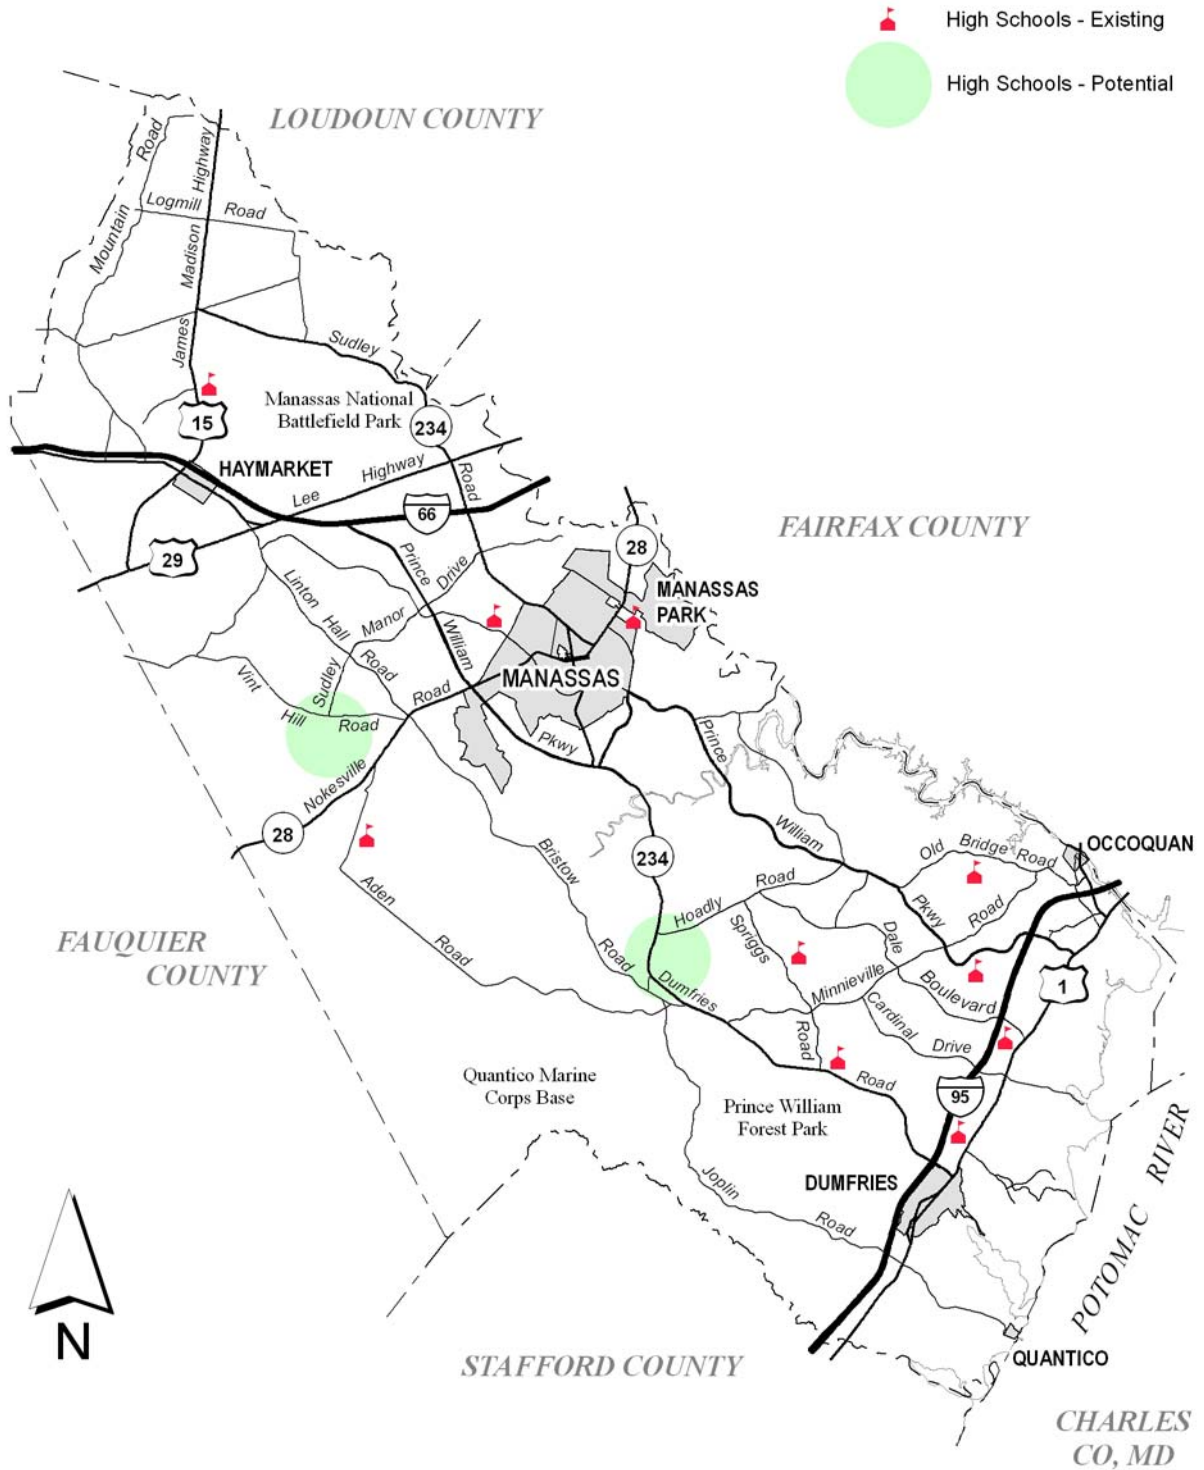 High Schools - Existing
High Schools - Potential
LOUDOUN COUNTY
Road
Mountain
Logmill Road
James Madison Highway
Sudley
Road
Manassas National
Battlefield Park
15
234
HAYMARKET
Lee Highway
66
29
FAIRFAX COUNTY
28
MANASSAS
PARK
Prince
William
Pkwy
Linton
Hall
Road
Sudley
Manor
Drive
MANASSAS
Vint
Hill
Road
Nokesville
Road
28
Prince
William
Pkwy
234
Bristow
Road
Aden
Road
Old Bridge Road
OCCOQUAN
Hoadly Road
Spriggs
Road
Dale
Boulevard
Minnieville
Road
Cardinal
Drive
1
FAUQUIER
COUNTY
Dumfries
Road
Quantico Marine
Corps Base
Prince William
Forest Park
95
DUMFRIES
Joplin
Road
POTOMAC RIVER
N
STAFFORD COUNTY
QUANTICO
CHARLES
CO, MD